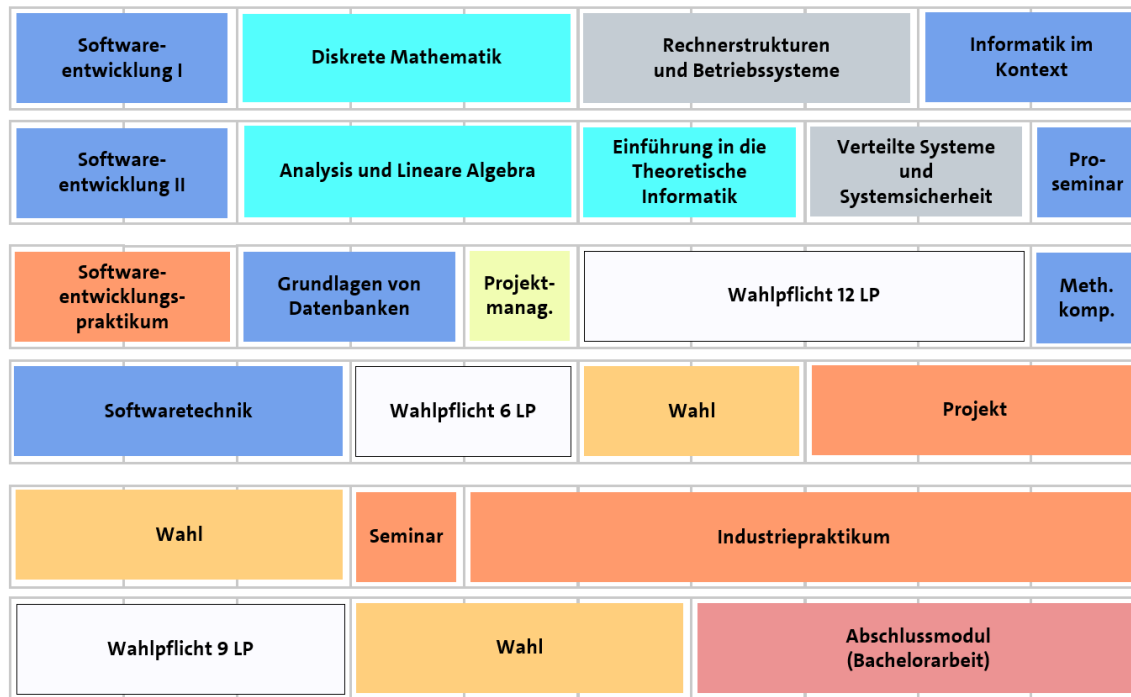 Software-
entwicklung I
Diskrete Mathematik
Rechnerstrukturen
und Betriebssysteme
Informatik im
Kontext
Software-
entwicklung II
Analysis und Lineare Algebra
Einführung in die
Theoretische
Informatik
Verteilte Systeme
und
Systemsicherheit
Pro-
seminar
Software-
entwicklungs-
praktikum
Grundlagen von
Datenbanken
Projekt-
manag.
Wahlpflicht 12 LP
Meth.
komp.
Softwaretechnik
Wahlpflicht 6 LP
Wahl
Projekt
Wahl
Seminar
Industriepraktikum
Wahlpflicht 9 LP
Wahl
Abschlussmodul
(Bachelorarbeit)